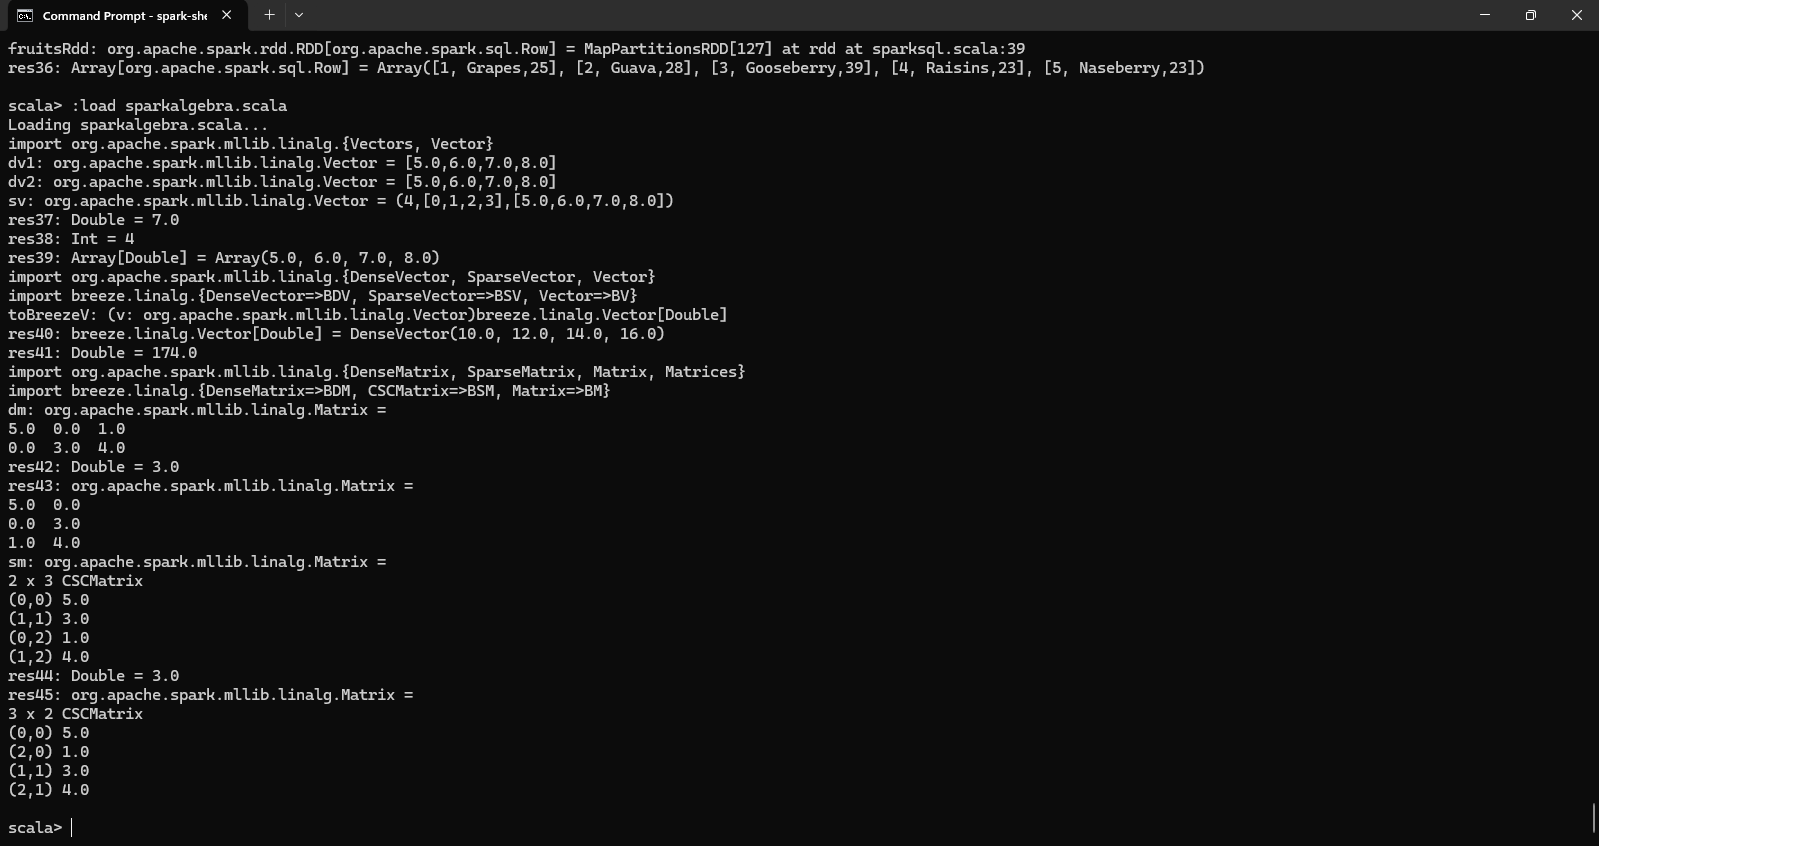 Command Prompt - spark-she
fruitsRdd: org.apache.spark.rdd.RDD[org.apache.spark.sql.Row] = MapPartitionsRDD[127] at rdd at sparksql.scala:39
res36: Array[org.apache.spark.sql.Row] = Array([1, Grapes,25], [2, Guava,28], [3, Gooseberry,39], [4, Raisins,23], [5, Naseberry,23])
scala> :load sparkalgebra.scala
Loading sparkalgebra.scala...
import org.apache.spark.mllib.linalg.{Vectors, Vector}
dv1: org.apache.spark.mllib.linalg.Vector = [5.0,6.0,7.0,8.0]
dv2: org.apache.spark.mllib.linalg.Vector = [5.0,6.0,7.0,8.0]
sv: org.apache.spark.mllib.linalg.Vector = (4,[0,1,2,3],[5.0,6.0,7.0,8.0])
res37: Double = 7.0
res38: Int = 4
res39: Array[Double] = Array(5.0, 6.0, 7.0, 8.0)
import org.apache.spark.mllib.linalg.{DenseVector, SparseVector, Vector}
import breeze.linalg.{DenseVector=>BDV, SparseVector=>BSV, Vector=>BV}
toBreezeV: (v: org.apache.spark.mllib.linalg.Vector)breeze.linalg.Vector[Double]
res40: breeze.linalg.Vector[Double] = DenseVector(10.0, 12.0, 14.0, 16.0)
res41: Double = 174.0
import org.apache.spark.mllib.linalg.{DenseMatrix, SparseMatrix, Matrix, Matrices}
import breeze.linalg.{DenseMatrix=>BDM, CSCMatrix=>BSM, Matrix=>BM}
dm: org.apache.spark.mllib.linalg.Matrix =
5.0  0.0  1.0
0.0  3.0  4.0
res42: Double = 3.0
res43: org.apache.spark.mllib.linalg.Matrix =
5.0  0.0
0.0  3.0
1.0  4.0
sm: org.apache.spark.mllib.linalg.Matrix =
2 x 3 CSCMatrix
(0,0) 5.0
(1,1) 3.0
(0,2) 1.0
(1,2) 4.0
res44: Double = 3.0
res45: org.apache.spark.mllib.linalg.Matrix =
3 x 2 CSCMatrix
(0,0) 5.0
(2,0) 1.0
(1,1) 3.0
(2,1) 4.0
scala>